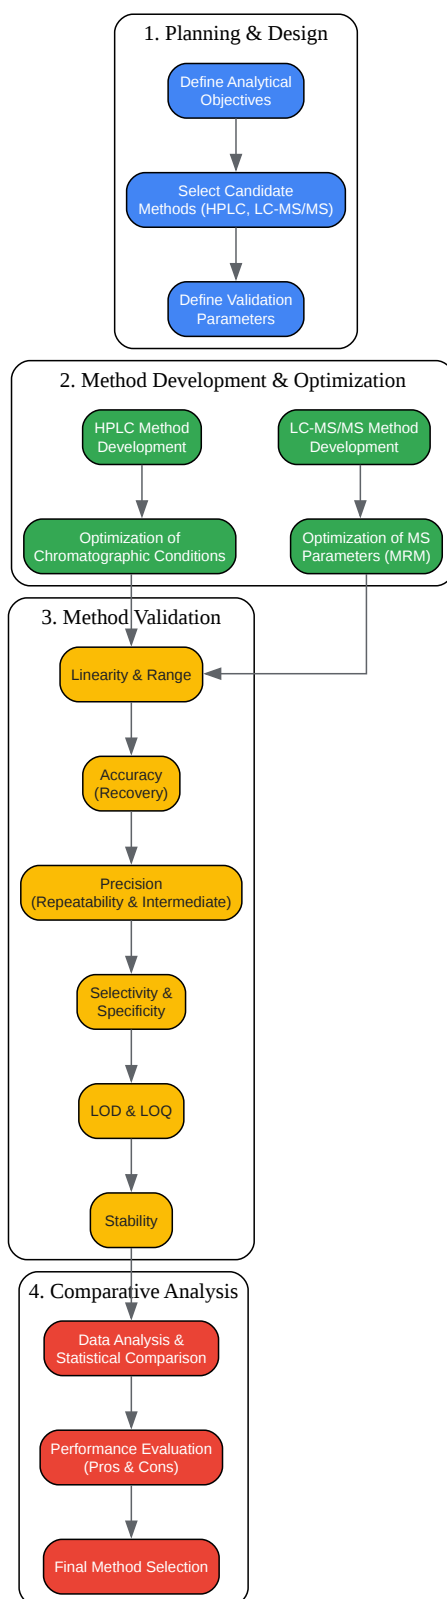 1. Planning & Design
Define Analytical
Objectives
Select Candidate
Methods (HPLC, LC-MS/MS)
Define Validation
Parameters
2. Method Development & Optimization
HPLC Method
Development
LC-MS/MS Method
Development
Optimization of
Chromatographic Conditions
Optimization of MS
Parameters (MRM)
3. Method Validation
Linearity & Range
Accuracy
(Recovery)
Precision
(Repeatability & Intermediate)
Selectivity &
Specificity
LOD & LOQ
Stability
4. Comparative Analysis
Data Analysis &
Statistical Comparison
Performance Evaluation
(Pros & Cons)
Final Method Selection